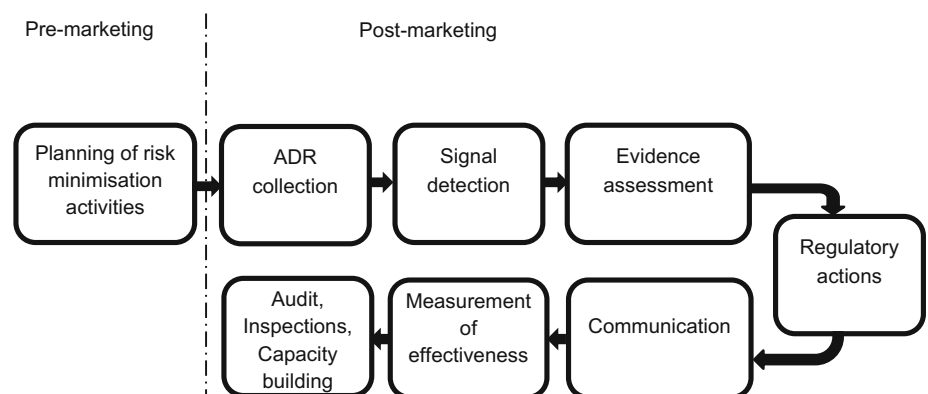 Pre-marketing
Post-marketing
Planning of risk
minimisation
activities
ADR
collection
Signal
detection
Evidence
assessment
Regulatory
actions
Communication
Measurement
of
effectiveness
Audit,
Inspections,
Capacity
building